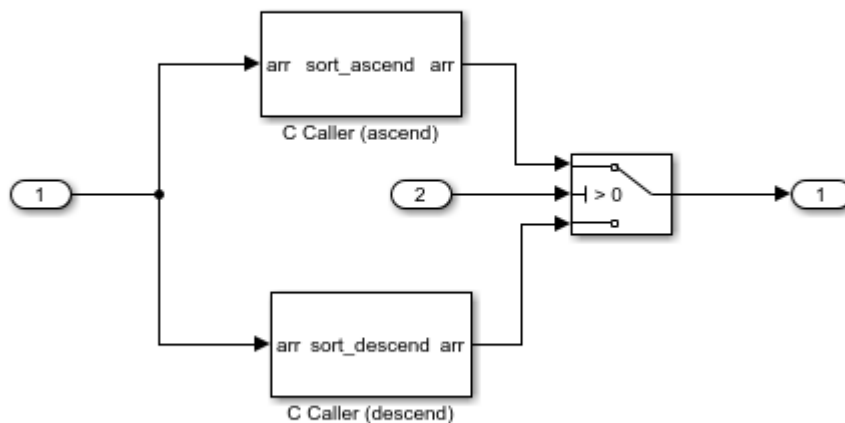 arr sort_ascend arr
C Caller (ascend)
1
2
> 0
1
arr sort_descend arr
C Caller (descend)